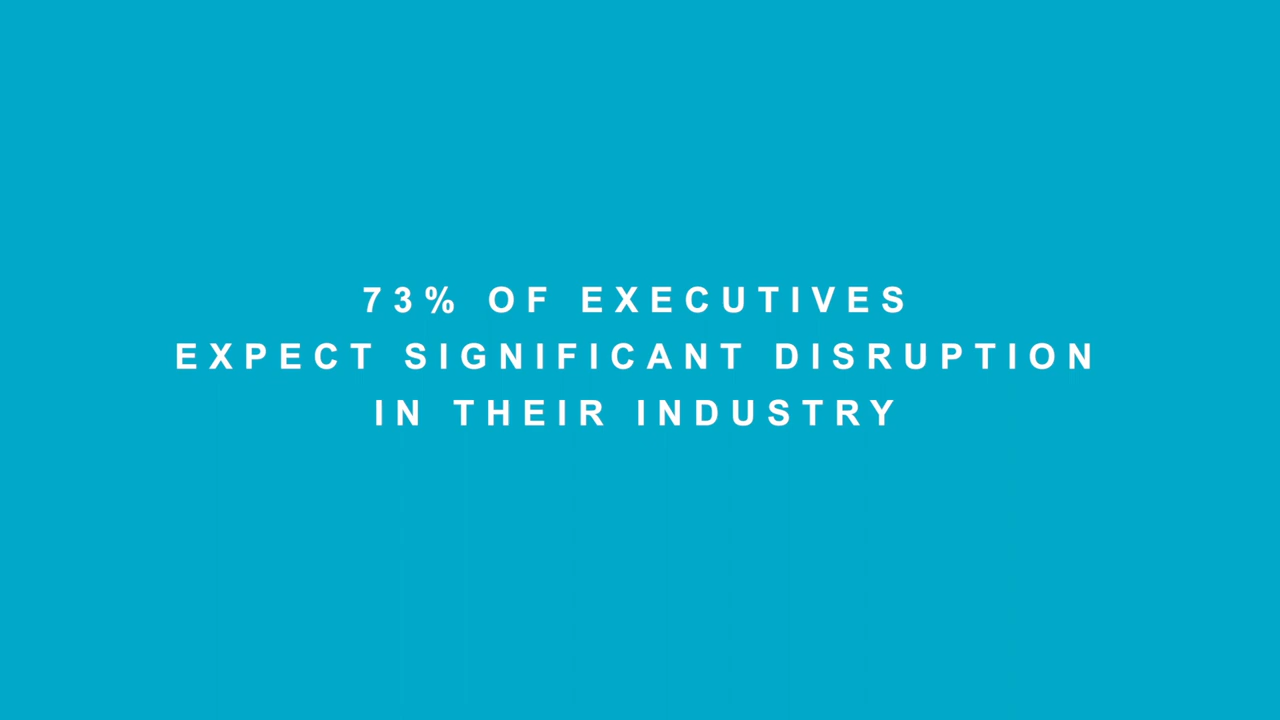 73% OF EXECUTIVES
EXPECT SIGNIFICANT DISRUPTION
IN THEIR INDUSTRY